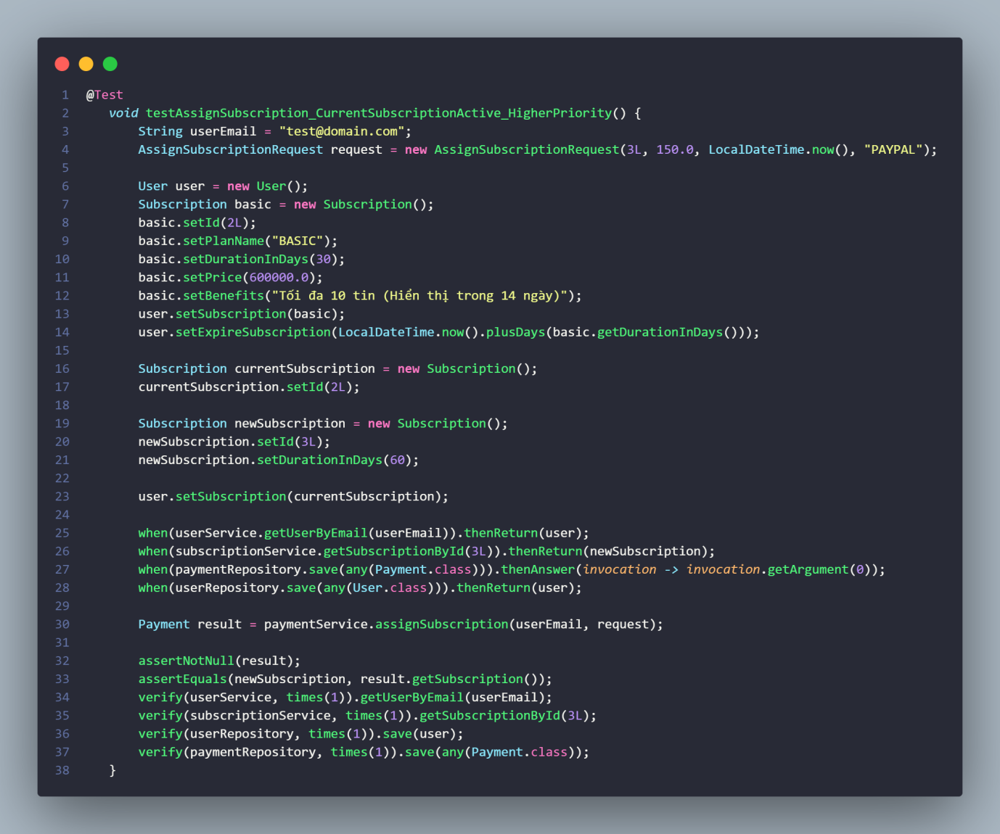 1 @Test
2 void testAssignSubscription_CurrentSubscriptionActive_HigherPriority() {
3 String userEmail = "test@domain.com";
4 AssignSubscriptionRequest request = new AssignSubscriptionRequest(3L, 150.0, LocalDateTime.now(), "PAYPAL");
5
6 User user = new User();
7 Subscription basic = new Subscription();
8 basic.setId(2L);
9 basic.setPlanName("BASIC");
10 basic.setDurationInDays(30);
11 basic.setPrice(600000.0);
12 basic.setBenefits("Tối đa 10 tin (Hiển thị trong 14 ngày)");
13 user.setSubscription(basic);
14 user.setExpireSubscription(LocalDateTime.now().plusDays(basic.getDurationInDays()));
15
16 Subscription currentSubscription = new Subscription();
17 currentSubscription.setId(2L);
18
19 Subscription newSubscription = new Subscription();
20 newSubscription.setId(3L);
21 newSubscription.setDurationInDays(60);
22
23 user.setSubscription(currentSubscription);
24
25 when(userService.getUserByEmail(userEmail)).thenReturn(user);
26 when(subscriptionService.getSubscriptionById(3L)).thenReturn(newSubscription);
27 when(paymentRepository.save(any(Payment.class))).thenAnswer(invocation -> invocation.getArgument(0));
28 when(userRepository.save(any(User.class))).thenReturn(user);
29
30 Payment result = paymentService.assignSubscription(userEmail, request);
31
32 assertNotNull(result);
33 assertEquals(newSubscription, result.getSubscription());
34 verify(userService, times(1)).getUserByEmail(userEmail);
35 verify(subscriptionService, times(1)).getSubscriptionById(3L);
36 verify(userRepository, times(1)).save(user);
37 verify(paymentRepository, times(1)).save(any(Payment.class));
38 }